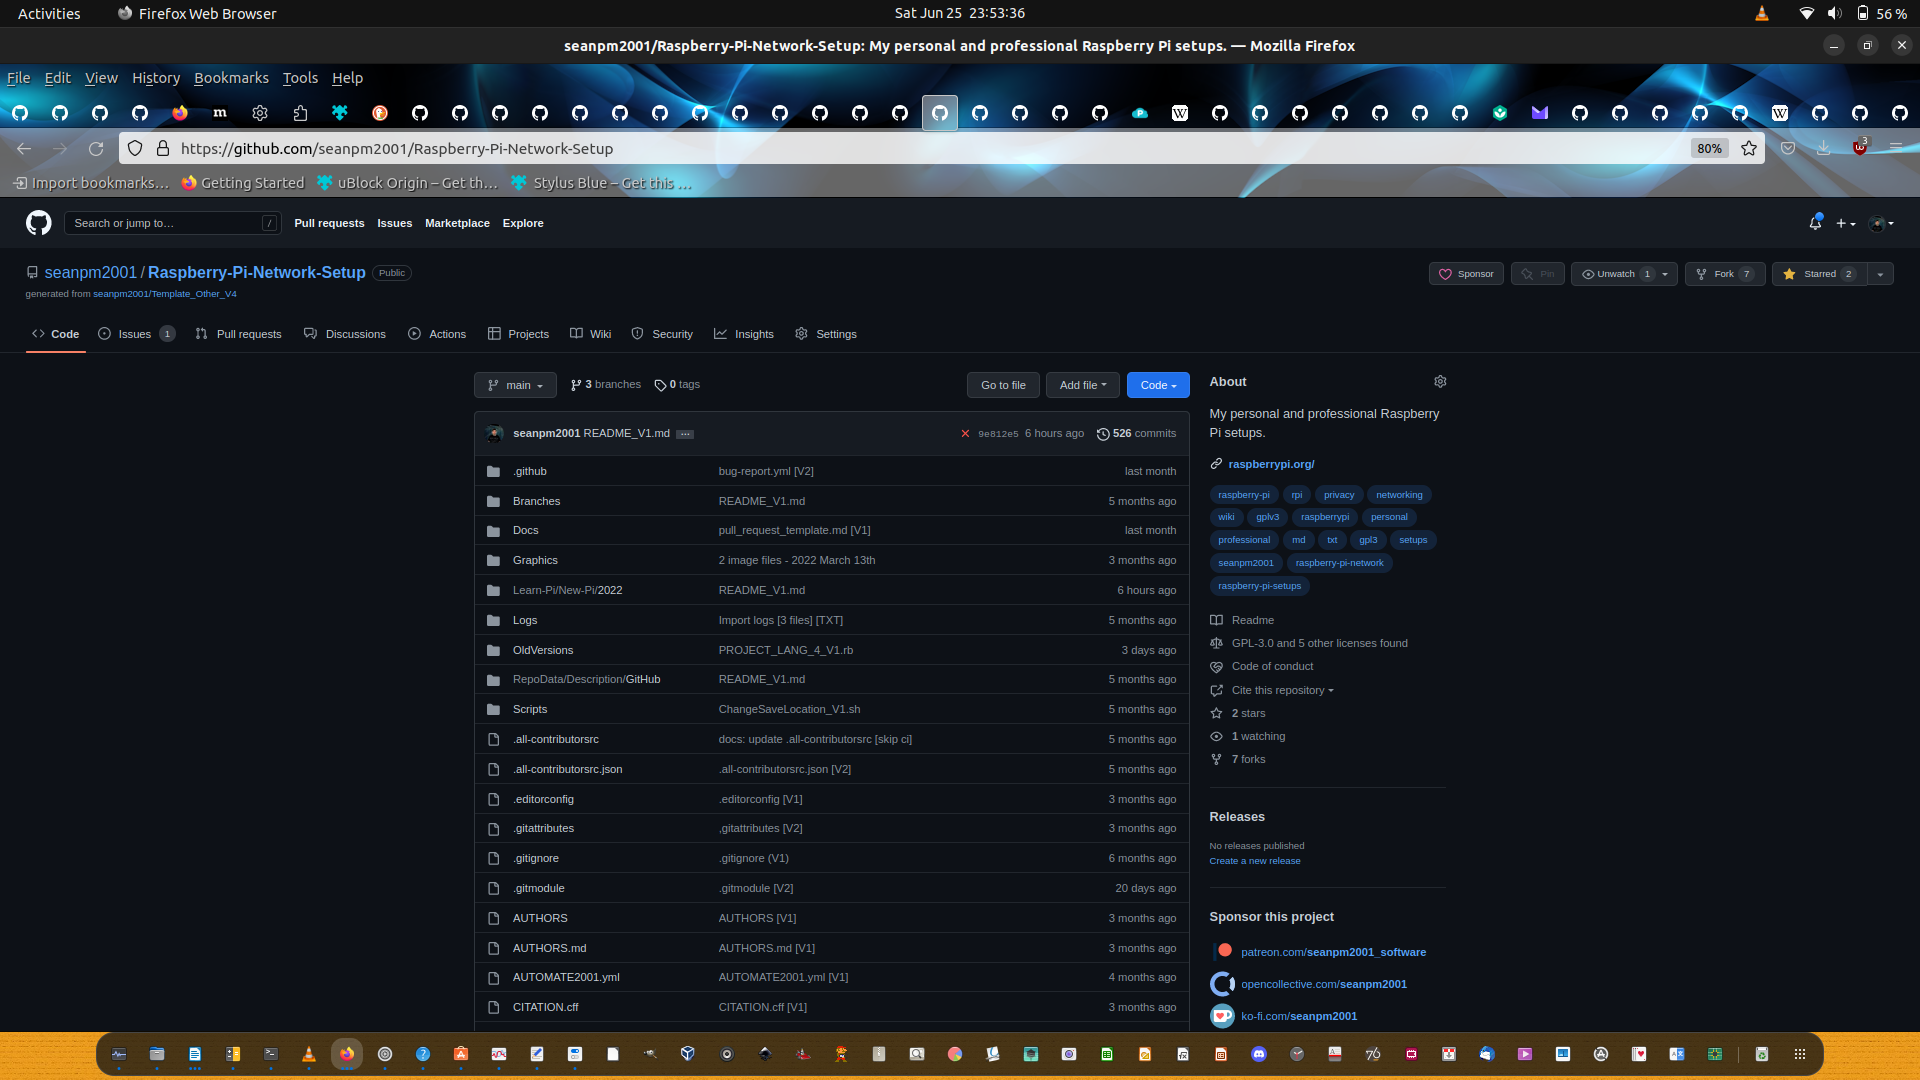 Activities
Firefox Web Browser
Sat Jun 25 23:53:36
56 %
seanpm2001/Raspberry-Pi-Network-Setup: My personal and professional Raspberry Pi setups. — Mozilla Firefox
File Edit View History Bookmarks Tools Help
https://github.com/seanpm2001/Raspberry-Pi-Network-Setup
80%
3
Import bookmarks… Getting Started uBlock Origin – Get th… Stylus Blue – Get this …
Search or jump to… /
Pull requests Issues Marketplace Explore
seanpm2001 / Raspberry-Pi-Network-Setup Public
Sponsor Pin Unwatch 1 Fork 7 Starred 2
generated from seanpm2001/Template_Other_V4
Code Issues 1 Pull requests Discussions Actions Projects Wiki Security Insights Settings
main 3 branches 0 tags Go to file Add file Code
seanpm2001 README_V1.md … 9e812e5 6 hours ago 526 commits
.github bug-report.yml [V2] last month
Branches README_V1.md 5 months ago
Docs pull_request_template.md [V1] last month
Graphics 2 image files - 2022 March 13th 3 months ago
Learn-Pi/New-Pi/2022 README_V1.md 6 hours ago
Logs Import logs [3 files] [TXT] 5 months ago
OldVersions PROJECT_LANG_4_V1.rb 3 days ago
RepoData/Description/GitHub README_V1.md 5 months ago
Scripts ChangeSaveLocation_V1.sh 5 months ago
.all-contributorsrc docs: update .all-contributorsrc [skip ci] 5 months ago
.all-contributorsrc.json .all-contributorsrc.json [V2] 5 months ago
.editorconfig .editorconfig [V1] 3 months ago
.gitattributes .gitattributes [V2] 3 months ago
.gitignore .gitignore (V1) 6 months ago
.gitmodule .gitmodule [V2] 20 days ago
AUTHORS AUTHORS [V1] 3 months ago
AUTHORS.md AUTHORS.md [V1] 3 months ago
AUTOMATE2001.yml AUTOMATE2001.yml [V1] 4 months ago
CITATION.cff CITATION.cff [V1] 3 months ago
About
My personal and professional Raspberry
Pi setups.
raspberrypi.org/
raspberry-pi rpi privacy networking
wiki gplv3 raspberrypi personal
professional md txt gpl3 setups
seanpm2001 raspberry-pi-network
raspberry-pi-setups
Readme
GPL-3.0 and 5 other licenses found
Code of conduct
Cite this repository
2 stars
1 watching
7 forks
Releases
No releases published
Create a new release
Sponsor this project
patreon.com/seanpm2001_software
opencollective.com/seanpm2001
ko-fi.com/seanpm2001